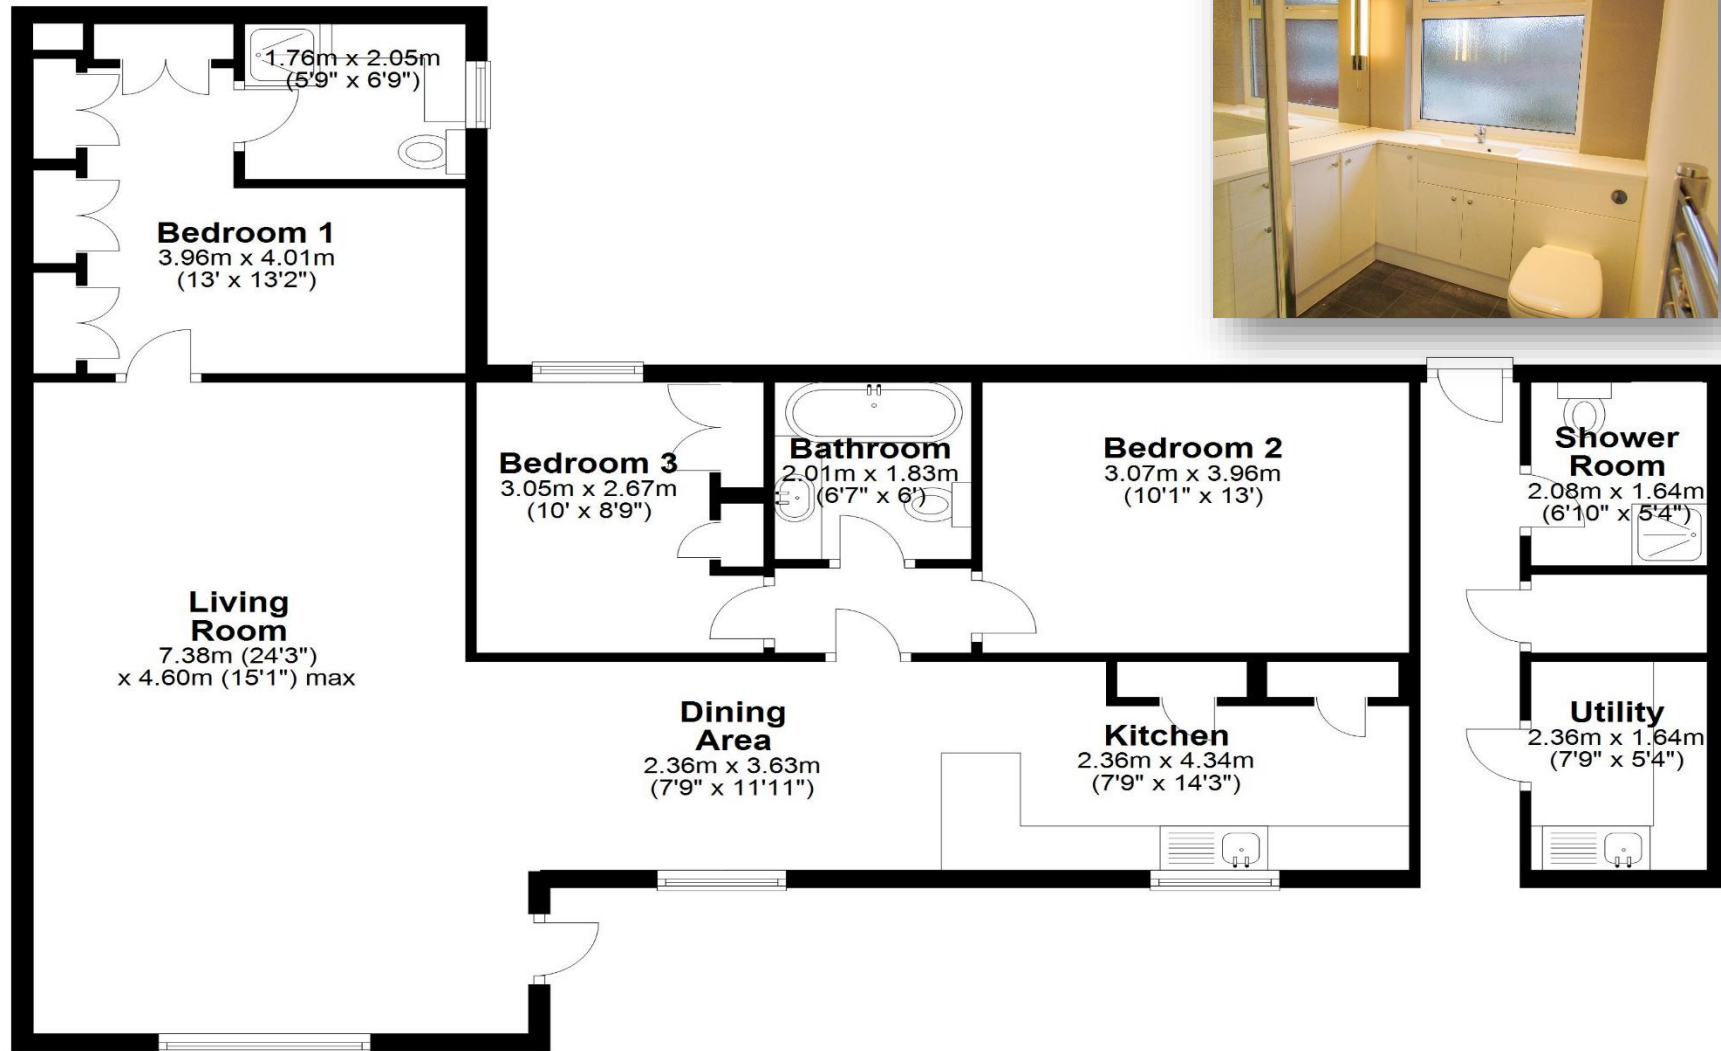 1.76m x 2.05m
(5'9" x 6'9")
Bedroom 1
3.96m x 4.01m
(13' x 13'2")
Bedroom 3
3.05m x 2.67m
(10' x 8'9")
Bathroom
2.01m x 1.83m
(6'7" x 6')
Bedroom 2
3.07m x 3.96m
(10'1" x 13')
Shower
Room
2.08m x 1.64m
(6'10" x 5'4")
Living
Room
7.38m (24'3")
x 4.60m (15'1") max
Dining
Area
2.36m x 3.63m
(7'9" x 11'11")
Kitchen
2.36m x 4.34m
(7'9" x 14'3")
Utility
2.36m x 1.64m
(7'9" x 5'4")